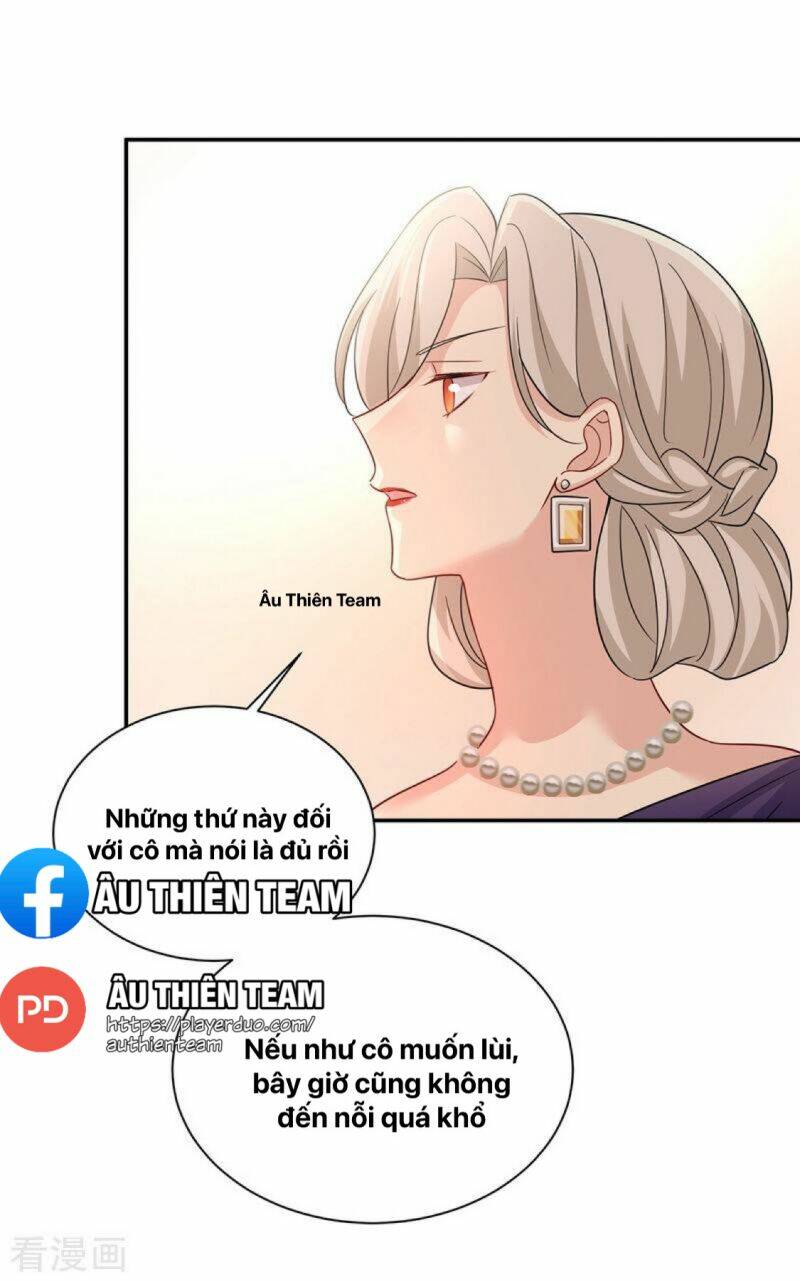 Âu Thiên Team
Những thứ này đối
với cô mà nói là đủ rồi
ÂU THIÊN TEAM
PD
ÂU THIÊN TEAM
https://playerduo.com/
authienteam
Nếu như cô muốn lùi,
bây giờ cũng không
đến nỗi quá khổ
看漫画